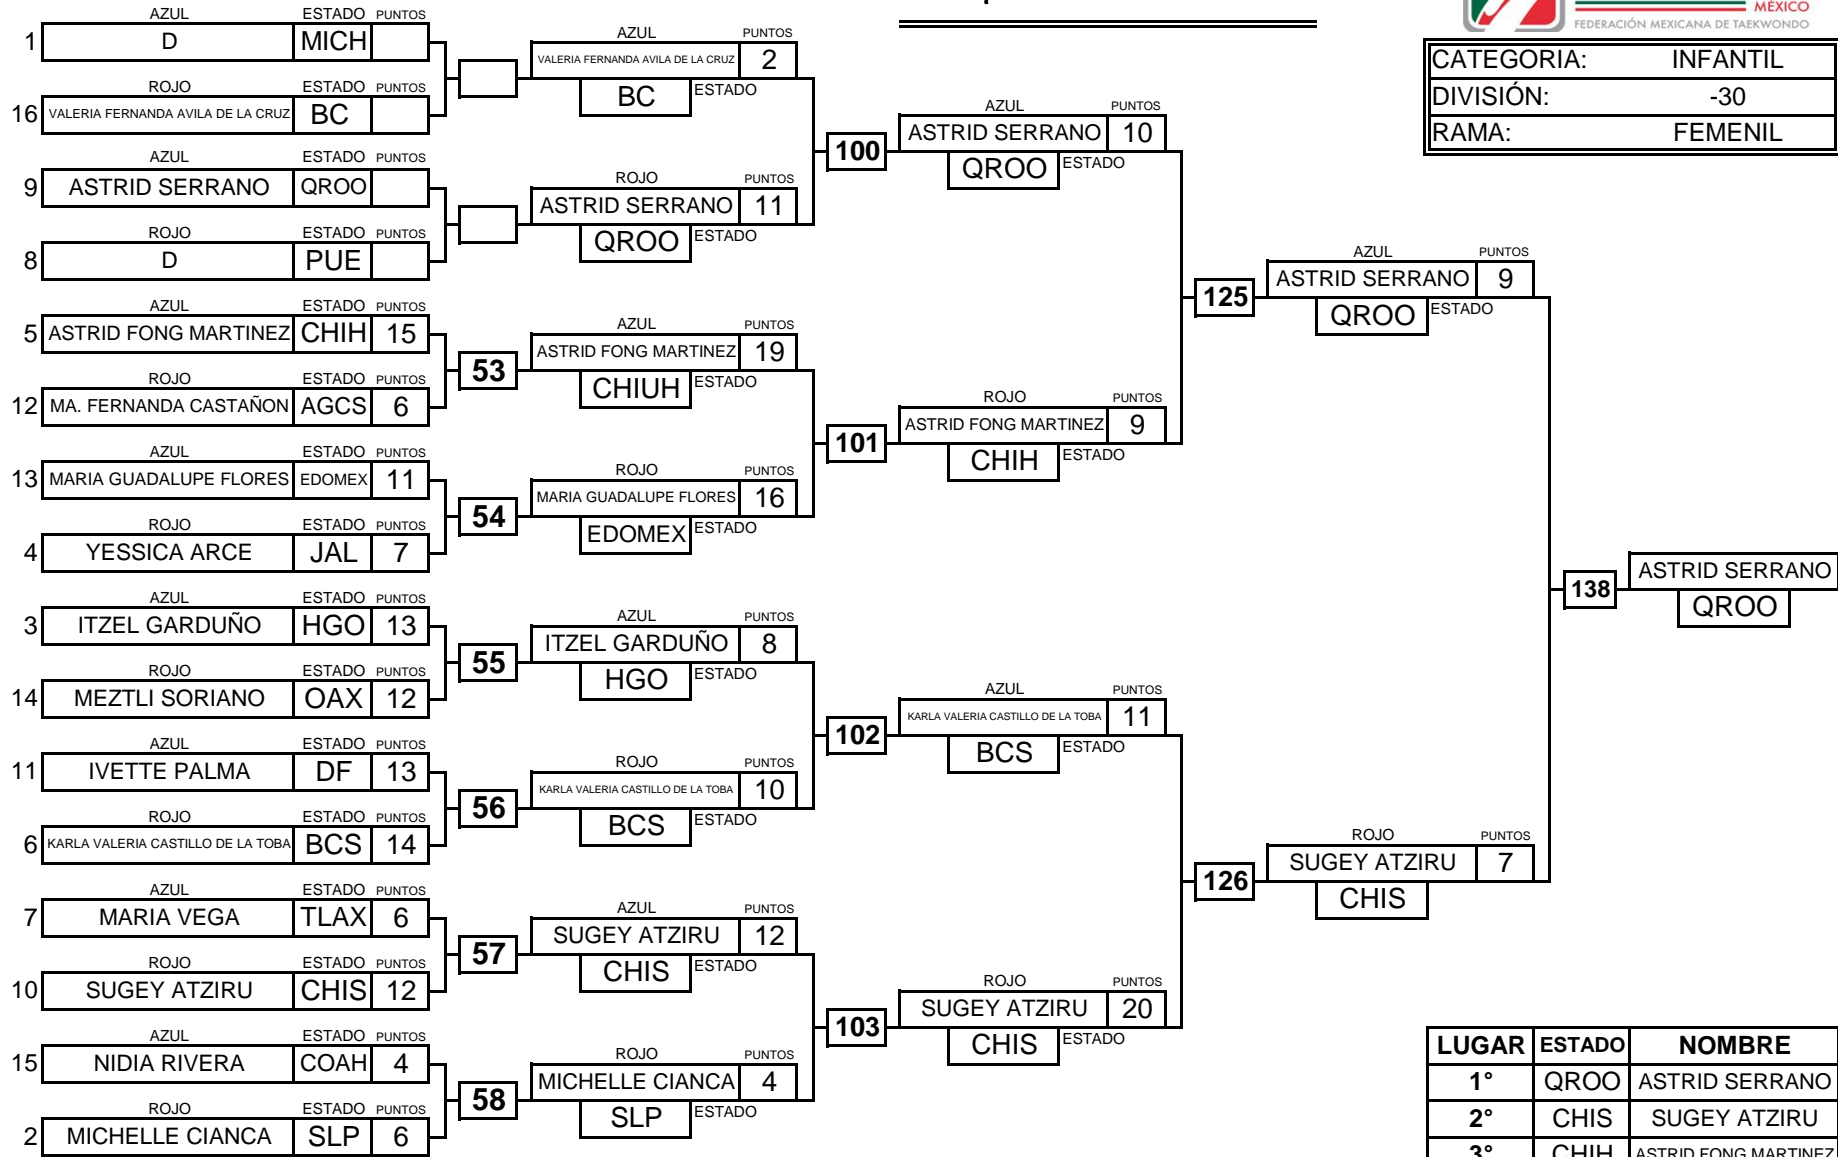 MÉXICO
FEDERACIÓN MEXICANA DE TAEKWONDO
CATEGORIA: INFANTIL
DIVISIÓN: -30
RAMA: FEMENIL
AZUL ESTADO PUNTOS
1 D MICH
ROJO ESTADO PUNTOS
16 VALERIA FERNANDA AVILA DE LA CRUZ BC
AZUL ESTADO PUNTOS
9 ASTRID SERRANO QROO
ROJO ESTADO PUNTOS
8 D PUE
AZUL ESTADO PUNTOS
5 ASTRID FONG MARTINEZ CHIH 15
ROJO ESTADO PUNTOS
12 MA. FERNANDA CASTAÑON AGCS 6
AZUL ESTADO PUNTOS
13 MARIA GUADALUPE FLORES EDOMEX 11
ROJO ESTADO PUNTOS
4 YESSICA ARCE JAL 7
AZUL ESTADO PUNTOS
3 ITZEL GARDUÑO HGO 13
ROJO ESTADO PUNTOS
14 MEZTLI SORIANO OAX 12
AZUL ESTADO PUNTOS
11 IVETTE PALMA DF 13
ROJO ESTADO PUNTOS
6 KARLA VALERIA CASTILLO DE LA TOBA BCS 14
AZUL ESTADO PUNTOS
7 MARIA VEGA TLAX 6
ROJO ESTADO PUNTOS
10 SUGEY ATZIRU CHIS 12
AZUL ESTADO PUNTOS
15 NIDIA RIVERA COAH 4
ROJO ESTADO PUNTOS
2 MICHELLE CIANCA SLP 6
53
54
55
56
57
58
AZUL PUNTOS
VALERIA FERNANDA AVILA DE LA CRUZ 2
BC ESTADO
ROJO PUNTOS
ASTRID SERRANO 11
QROO ESTADO
AZUL PUNTOS
ASTRID FONG MARTINEZ 19
CHIUH ESTADO
ROJO PUNTOS
MARIA GUADALUPE FLORES 16
EDOMEX ESTADO
AZUL PUNTOS
ITZEL GARDUÑO 8
HGO ESTADO
ROJO PUNTOS
KARLA VALERIA CASTILLO DE LA TOBA 10
BCS ESTADO
AZUL PUNTOS
SUGEY ATZIRU 12
CHIS ESTADO
ROJO PUNTOS
MICHELLE CIANCA 4
SLP ESTADO
100
101
102
103
AZUL PUNTOS
ASTRID SERRANO 10
QROO ESTADO
ROJO PUNTOS
ASTRID FONG MARTINEZ 9
CHIH ESTADO
AZUL PUNTOS
KARLA VALERIA CASTILLO DE LA TOBA 11
BCS ESTADO
ROJO PUNTOS
SUGEY ATZIRU 20
CHIS ESTADO
125
126
AZUL PUNTOS
ASTRID SERRANO 9
QROO ESTADO
ROJO PUNTOS
SUGEY ATZIRU 7
CHIS
138
ASTRID SERRANO
QROO
LUGAR ESTADO NOMBRE
1° QROO ASTRID SERRANO
2° CHIS SUGEY ATZIRU
3° CHIH ASTRID FONG MARTINEZ